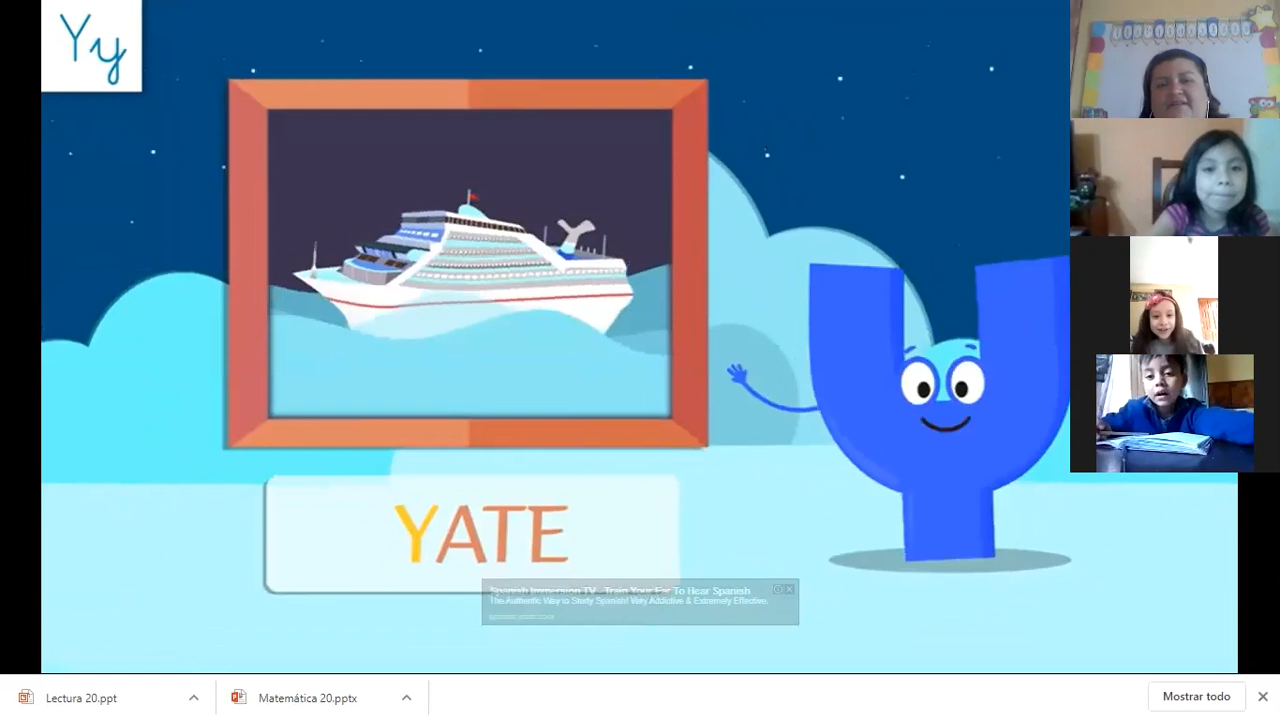 Yy
YATE
Spanish Immersion TV - Train Your Ear To Hear Spanish
The Authentic Way to Study Spanish! Very Addictive & Extremely Effective.
Lectura 20.ppt
Matemática 20.pptx
Mostrar todo